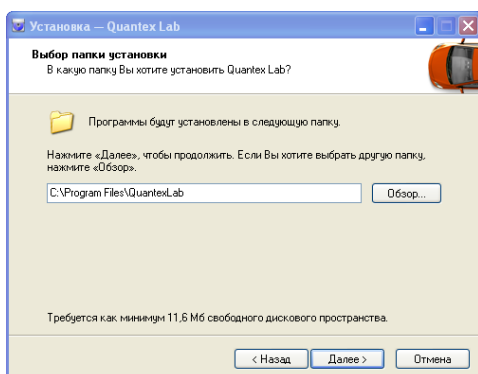 Установка — Quantex Lab
Выбор папки установки
В какую папку Вы хотите установить Quantex Lab?
Программы будут установлены в следующую папку.
Нажмите «Далее», чтобы продолжить. Если Вы хотите выбрать другую папку,
нажмите «Обзор».
C:\Program Files\QuantexLab
Обзор...
Требуется как минимум 11,6 Мб свободного дискового пространства.
< Назад
Далее >
Отмена